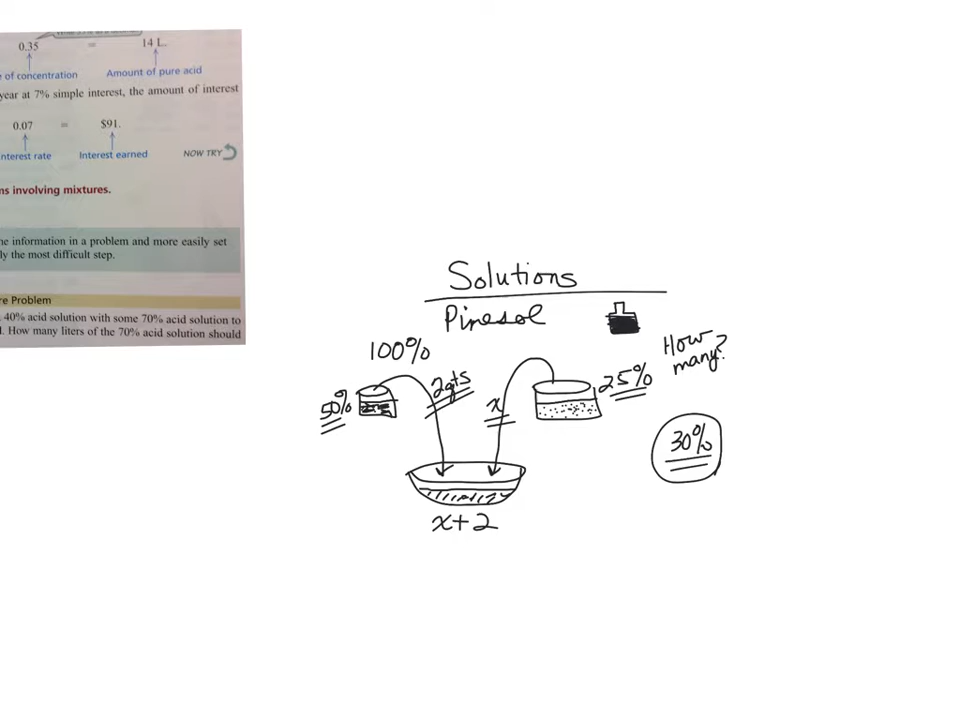 0.35 = 14 L.
e of concentration Amount of pure acid
year at 7% simple interest, the amount of interest
0.07 = $91.
nterest rate Interest earned NOW TRY
ns involving mixtures.
he information in a problem and more easily set
ly the most difficult step.
re Problem
40% acid solution with some 70% acid solution to
l. How many liters of the 70% acid solution should
Solutions
Pinesol
100%
How
many?
50%
2qts
x
25%
30%
x+2